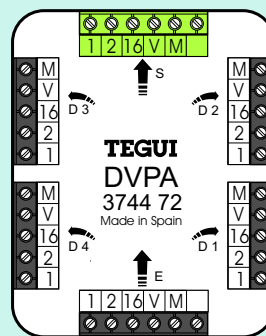 1 2 16 V M
S
M
V
16
2
1
D 3
M
V
16
2
1
D 2
TEGUI
DVPA
3744 72
Made in Spain
M
V
16
2
1
D 4
M
V
16
2
1
D 1
E
1 2 16 V M